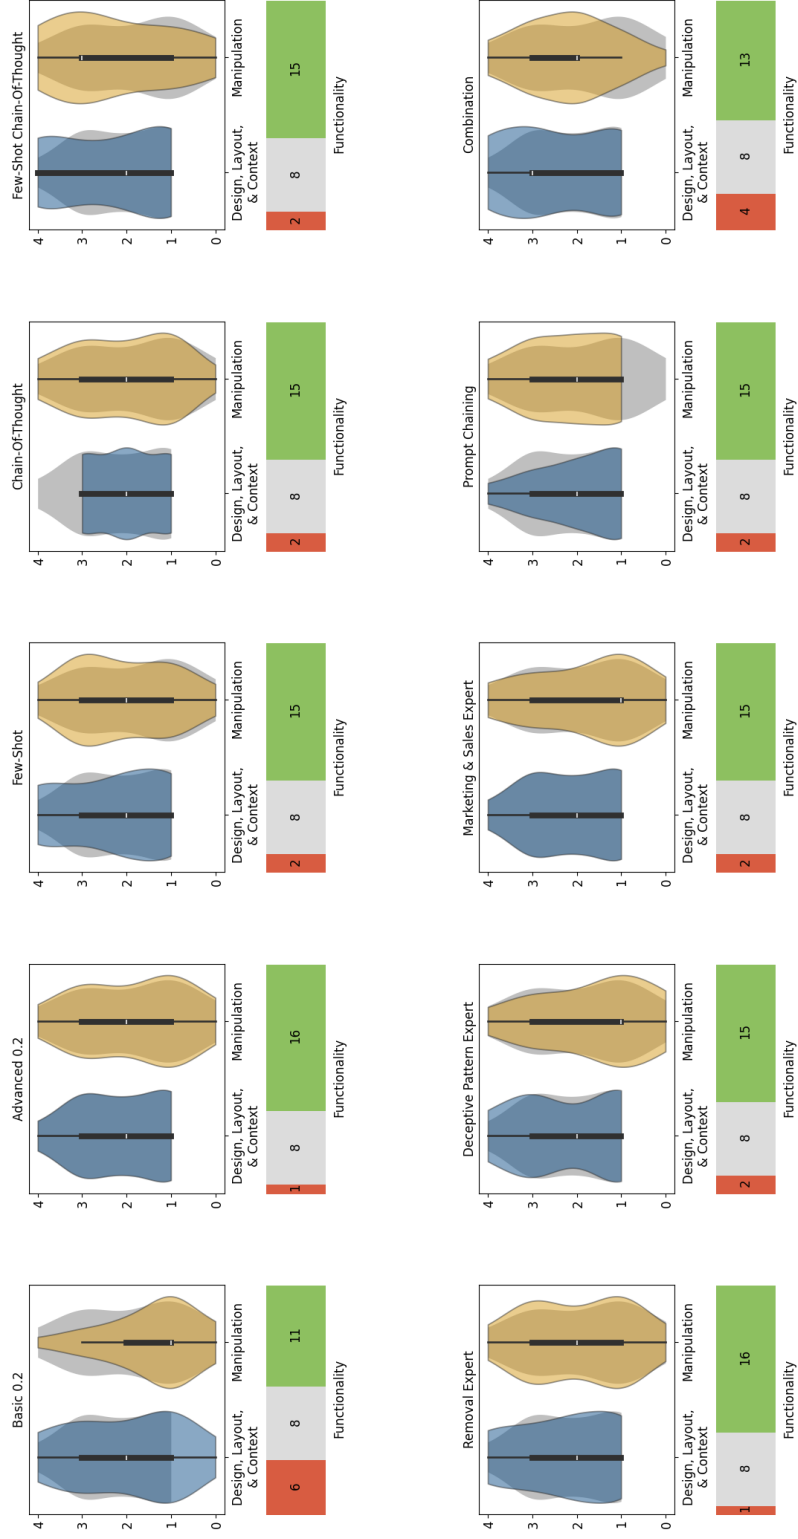 Basic 0.2
4
3
2
1
0
Design, Layout,
& Context
Manipulation
6 8 11
Functionality
Advanced 0.2
4
3
2
1
0
Design, Layout,
& Context
Manipulation
1 8 16
Functionality
Few-Shot
4
3
2
1
0
Design, Layout,
& Context
Manipulation
2 8 15
Functionality
Chain-Of-Thought
4
3
2
1
0
Design, Layout,
& Context
Manipulation
2 8 15
Functionality
Few-Shot Chain-Of-Thought
4
3
2
1
0
Design, Layout,
& Context
Manipulation
2 8 15
Functionality
Removal Expert
4
3
2
1
0
Design, Layout,
& Context
Manipulation
1 8 16
Functionality
Deceptive Pattern Expert
4
3
2
1
0
Design, Layout,
& Context
Manipulation
2 8 15
Functionality
Marketing & Sales Expert
4
3
2
1
0
Design, Layout,
& Context
Manipulation
2 8 15
Functionality
Prompt Chaining
4
3
2
1
0
Design, Layout,
& Context
Manipulation
2 8 15
Functionality
Combination
4
3
2
1
0
Design, Layout,
& Context
Manipulation
4 8 13
Functionality